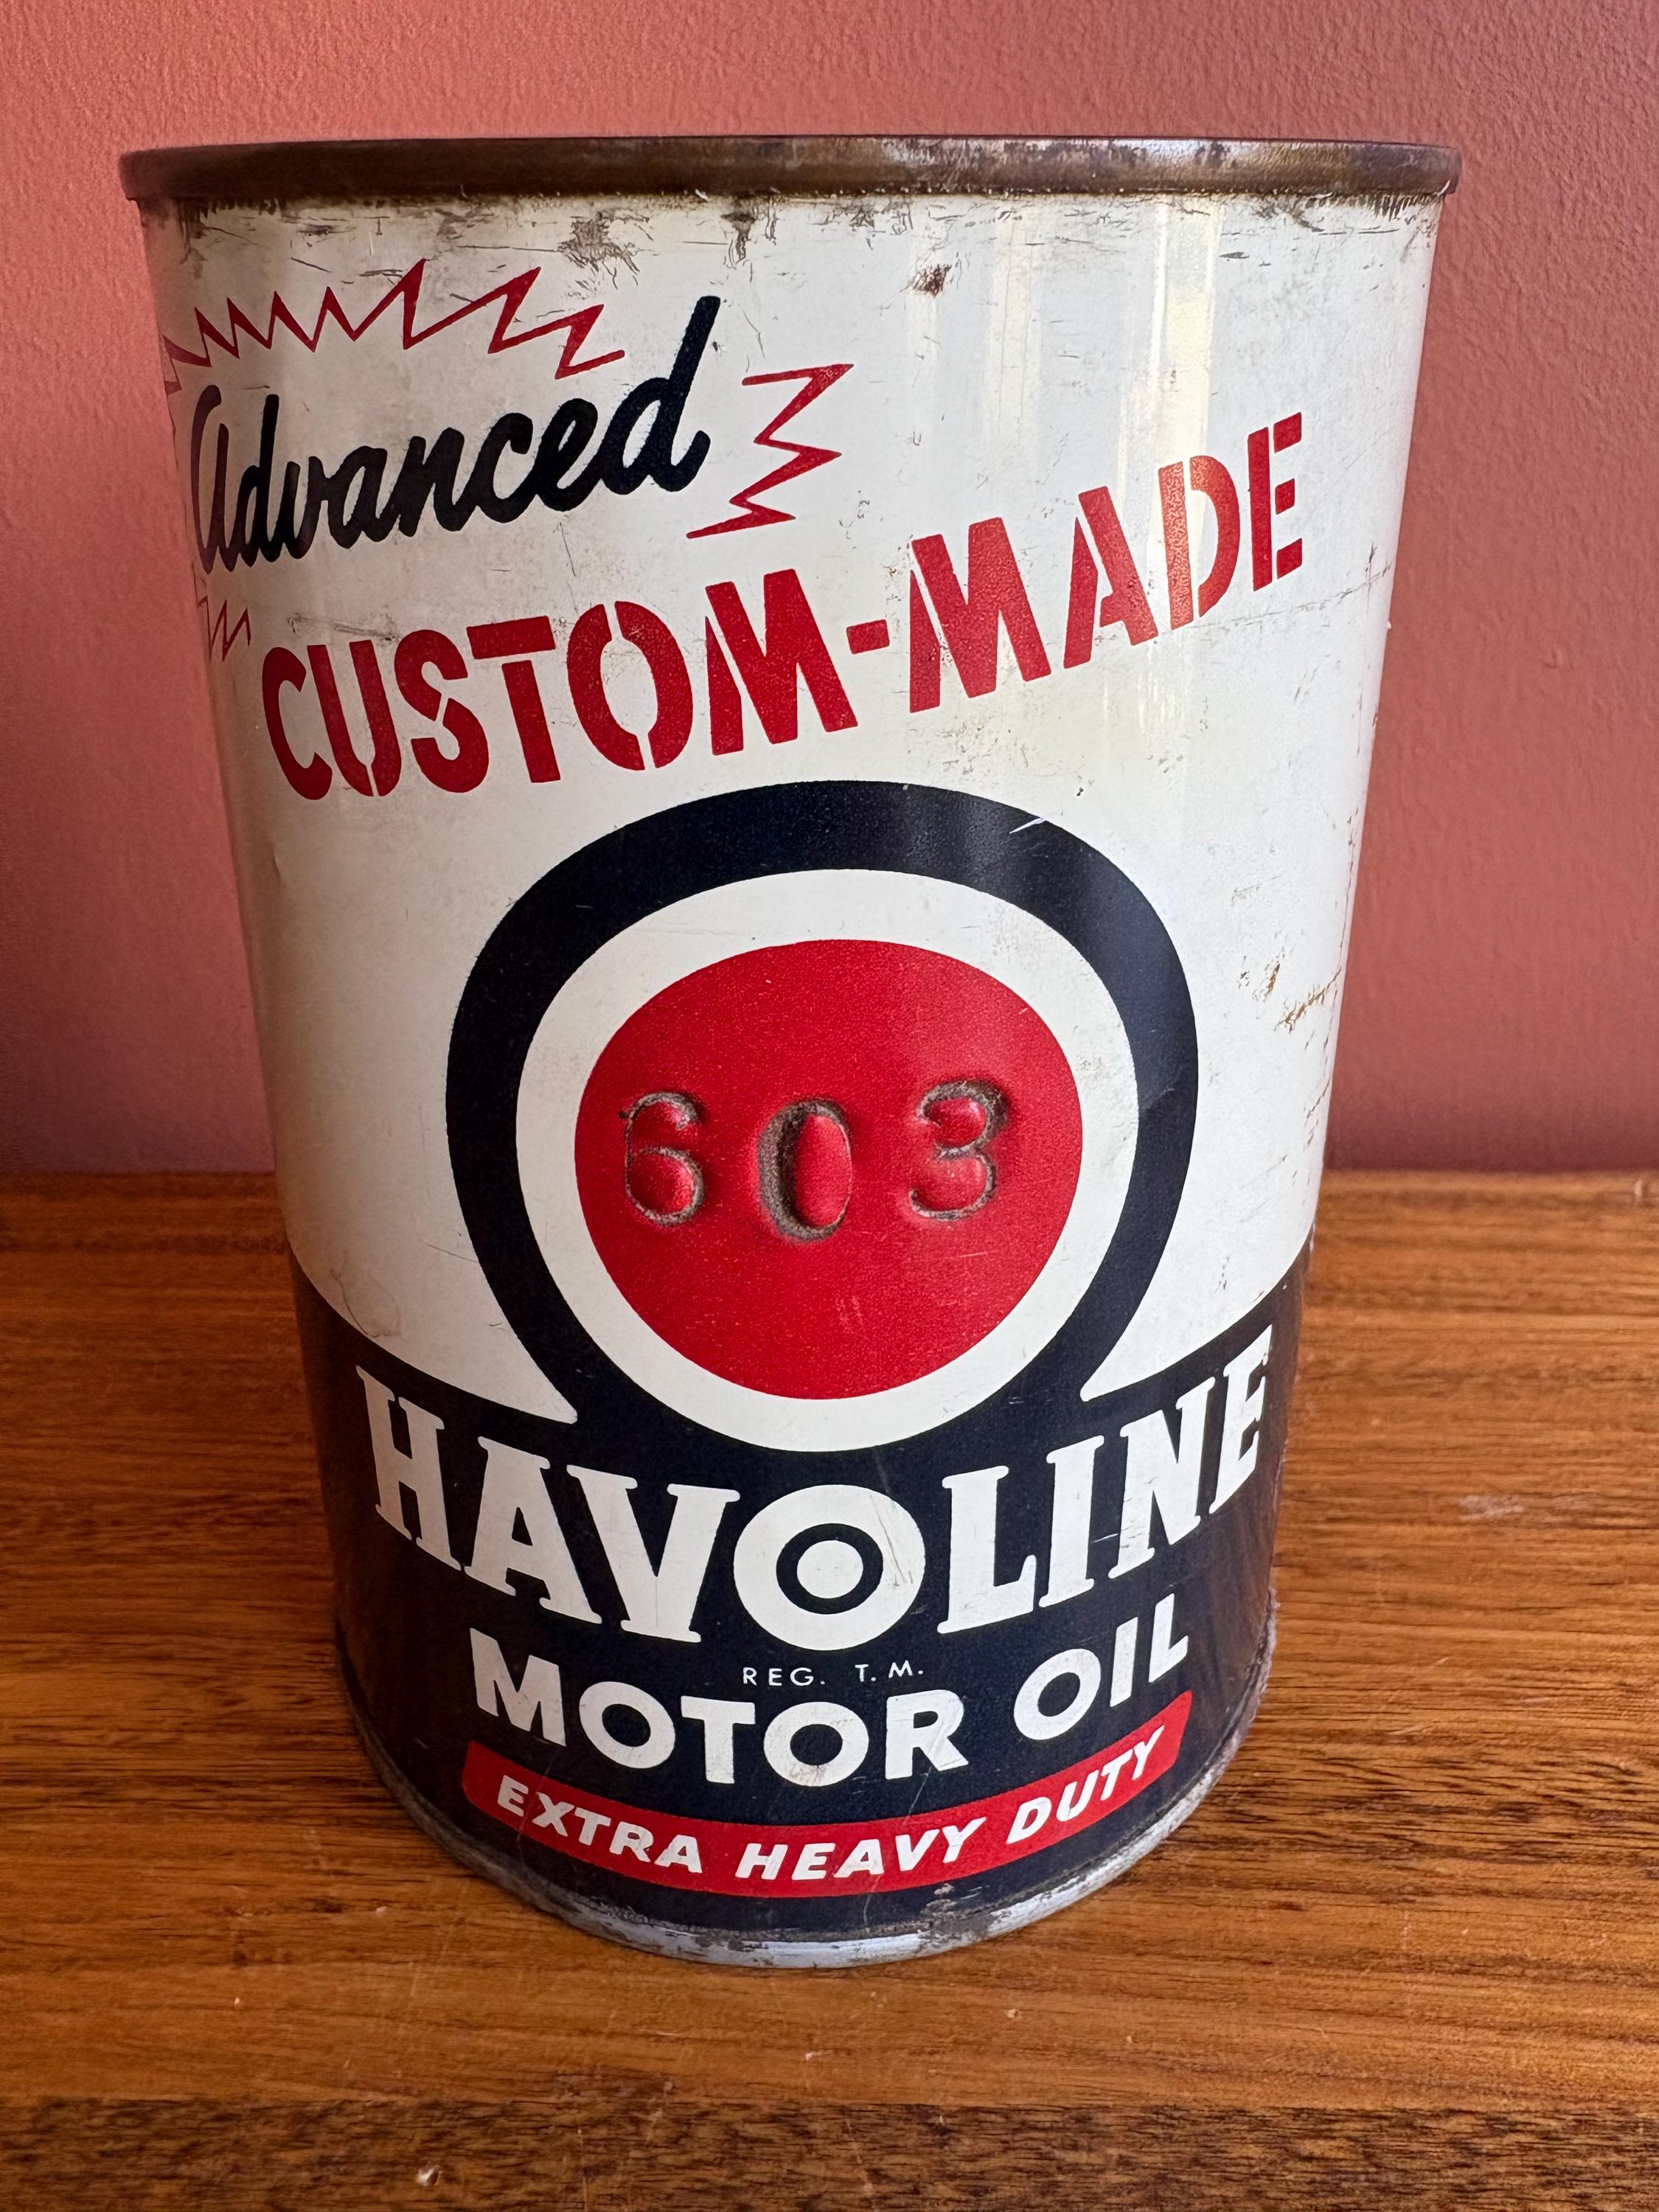 Advanced
CUSTOM-MADE
603
HAVOLINE
REG. T.M.
MOTOR OIL
EXTRA HEAVY DUTY